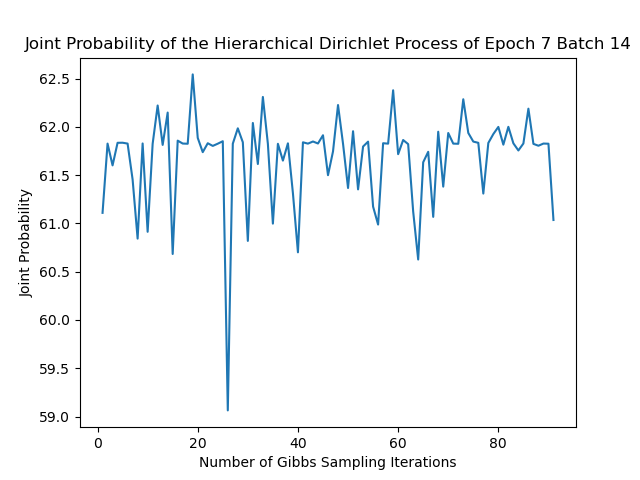 Joint Probability of the Hierarchical Dirichlet Process of Epoch 7 Batch 14
62.5
62.0
61.5
61.0
60.5
60.0
59.5
59.0
Joint Probability
0 20 40 60 80
Number of Gibbs Sampling Iterations